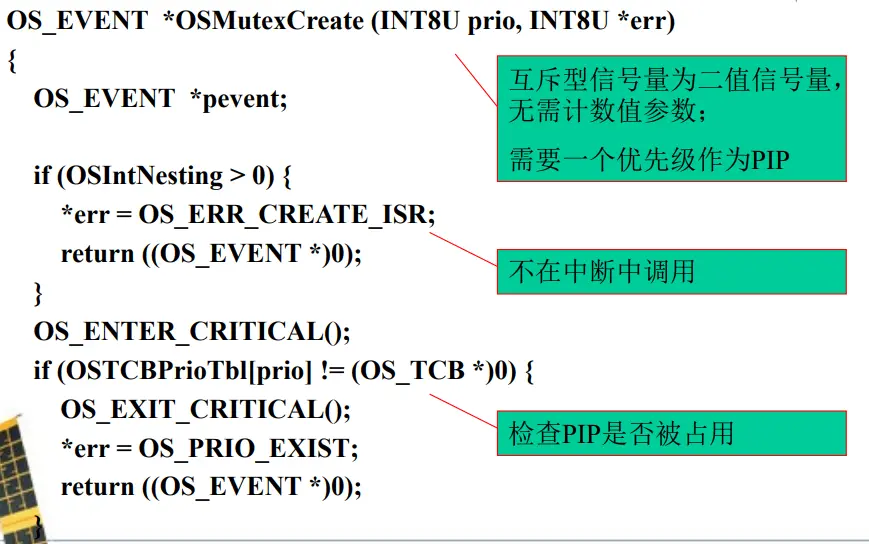 OS_EVENT *OSMutexCreate (INT8U prio, INT8U *err)
{
OS_EVENT *pevent;
互斥型信号量为二值信号量，
无需计数值参数；
需要一个优先级作为PIP
if (OSIntNesting > 0) {
*err = OS_ERR_CREATE_ISR;
return ((OS_EVENT *)0);
不在中断中调用
}
OS_ENTER_CRITICAL();
if (OSTCBPrioTbl[prio] != (OS_TCB *)0) {
OS_EXIT_CRITICAL();
检查PIP是否被占用
*err = OS_PRIO_EXIST;
return ((OS_EVENT *)0);
}